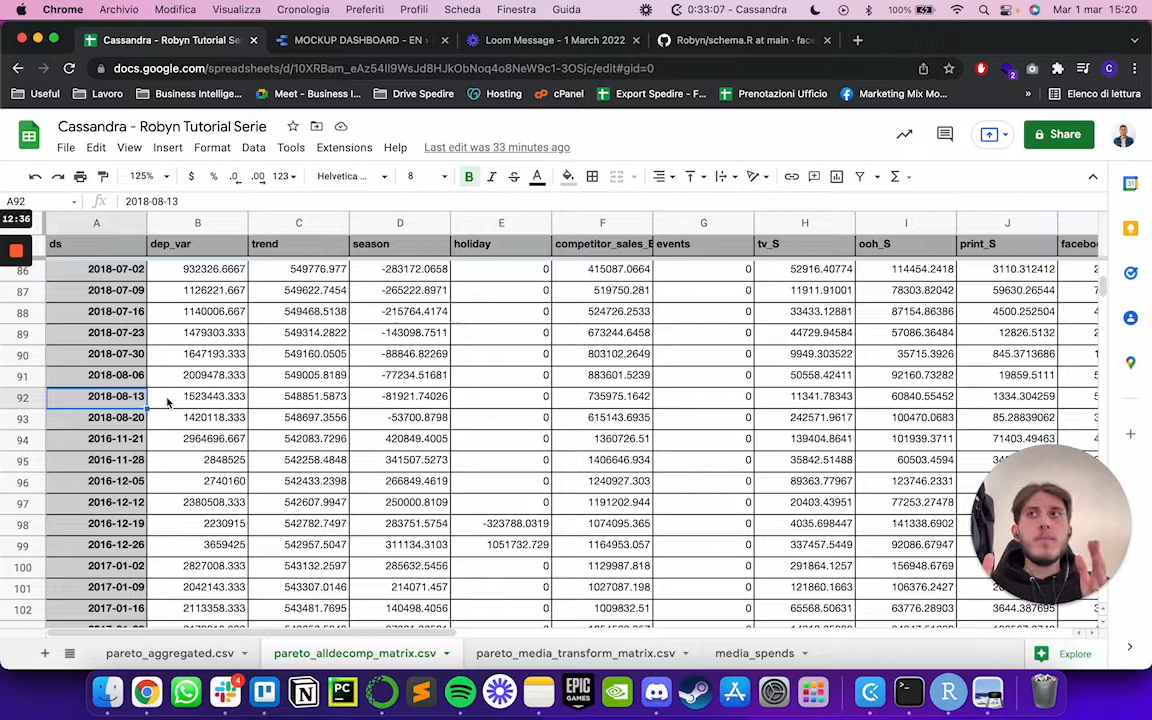 Chrome Archivio Modifica Visualizza Cronologia Preferiti Profili Scheda Finestra Guida 0:33:07 - Cassandra 100% Mar 1 mar 15:20
Cassandra - Robyn Tutorial Serie MOCKUP DASHBOARD - EN Loom Message - 1 March 2022 Robyn/schema.R at main · face
docs.google.com/spreadsheets/d/10XRBam_eAz54Il9WsJd8HJkObNoq4o8NeW9c1-3OSjc/edit#gid=0
Useful Lavoro Business Intellige... Meet - Business I... Drive Spedire Hosting cPanel Export Spedire - F... Prenotazioni Ufficio Marketing Mix Mo... » Elenco di lettura
Cassandra - Robyn Tutorial Serie
Share
File Edit View Insert Format Data Tools Extensions Help Last edit was 33 minutes ago
125% $ % .0 .00 123 Helvetica ... 8 B I S A Σ
A92 fx 2018-08-13
12:36
A B C D E F G H I J
ds dep_var trend season holiday competitor_sales_E events tv_S ooh_S print_S facebo
86 2018-07-02 932326.6667 549776.977 -283172.0658 0 415087.0664 0 52916.40774 114454.2418 3110.312412 2
87 2018-07-09 1126221.667 549622.7454 -265222.8971 0 519750.281 0 11911.91001 78303.82042 59630.26544 7
88 2018-07-16 1140006.667 549468.5138 -215764.4174 0 524726.2533 0 33433.12881 87154.86386 4500.252504
89 2018-07-23 1479303.333 549314.2822 -143098.7511 0 673244.6458 0 44729.94584 57086.36484 12826.5132
90 2018-07-30 1647193.333 549160.0505 -88846.82269 0 803102.2649 0 9949.303522 35715.3926 845.3713686 1
91 2018-08-06 2009478.333 549005.8189 -77234.51681 0 883601.5239 0 50558.42411 92160.73282 19859.5111
92 2018-08-13 1523443.333 548851.5873 -81921.74026 0 735975.1642 0 11341.78343 60840.55452 1334.304259 5
93 2018-08-20 1420118.333 548697.3556 -53700.8798 0 615143.6935 0 242571.9617 100470.0683 85.28839062 3
94 2016-11-21 2964696.667 542083.7296 420849.4005 0 1360726.51 0 139404.8641 101939.3711 71403.49463
95 2016-11-28 2848525 542258.4848 341507.5273 0 1406646.934 0 35842.51488 60503.4594
96 2016-12-05 2740160 542433.2398 266849.4619 0 1240927.303 0 89363.77967 123746.2331
97 2016-12-12 2380508.333 542607.9947 250000.8109 0 1191202.944 0 20403.43951 77253.27478
98 2016-12-19 2230915 542782.7497 283751.5754 -323788.0319 1074095.365 0 4035.698447 141338.6902
99 2016-12-26 3659425 542957.5047 311134.3103 1051732.729 1164953.057 0 337457.5449 92086.67947
100 2017-01-02 2827008.333 543132.2597 285632.5456 0 1129987.818 0 291864.1257 156948.6769
101 2017-01-09 2042143.333 543307.0146 214071.457 0 1027087.198 0 121860.1663 106376.2427
102 2017-01-16 2113358.333 543481.7695 140498.4056 0 1009832.51 0 65568.50631 63776.28903 3644.387695
pareto_aggregated.csv pareto_alldecomp_matrix.csv pareto_media_transform_matrix.csv media_spends Explore
4 PC EPIC GAMES R